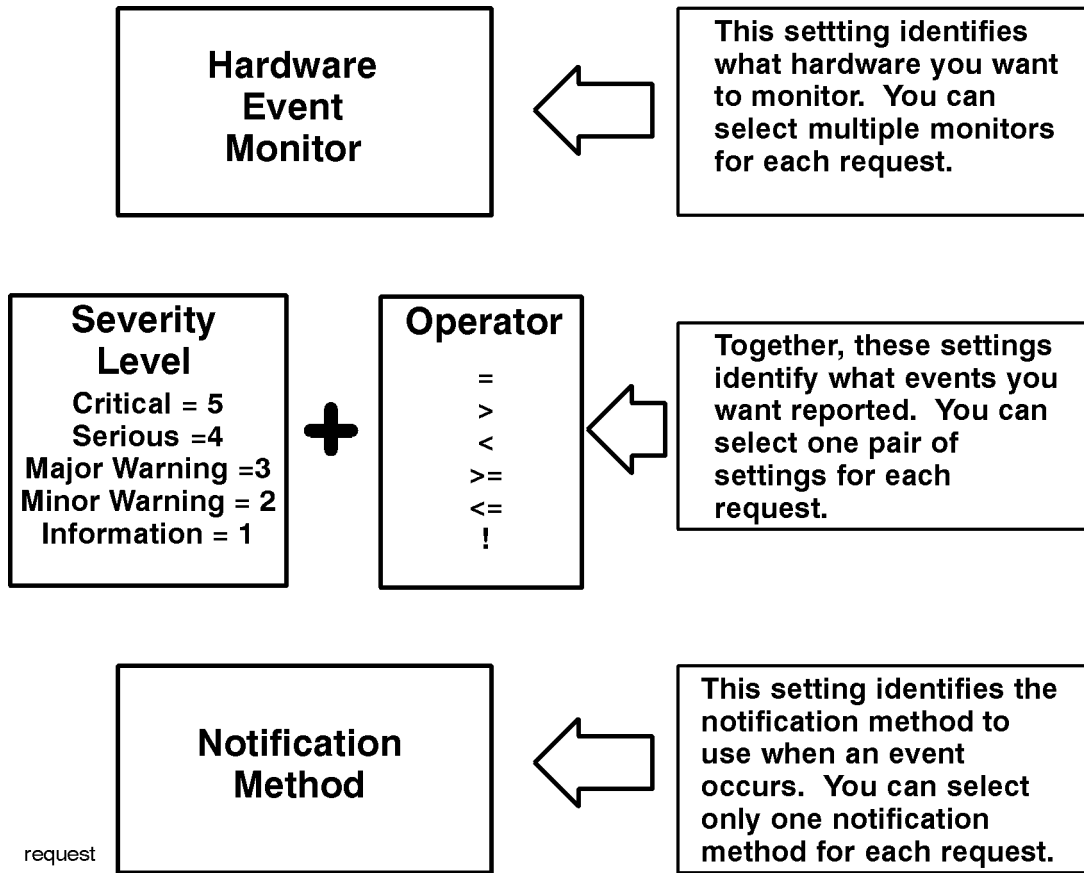 Hardware
Event
Monitor
This settting identifies
what hardware you want
to monitor.  You can
select multiple monitors
for each request.
Severity
Level
Critical = 5
Serious =4
Major Warning =3
Minor Warning = 2
Information = 1
Operator
=
>
<
>=
<=
!
Together, these settings
identify what events you
want reported.  You can
select one pair of
settings for each
request.
Notification
Method
This setting identifies the
notification method to
use when an event
occurs.  You can select
only one notification
method for each request.
request